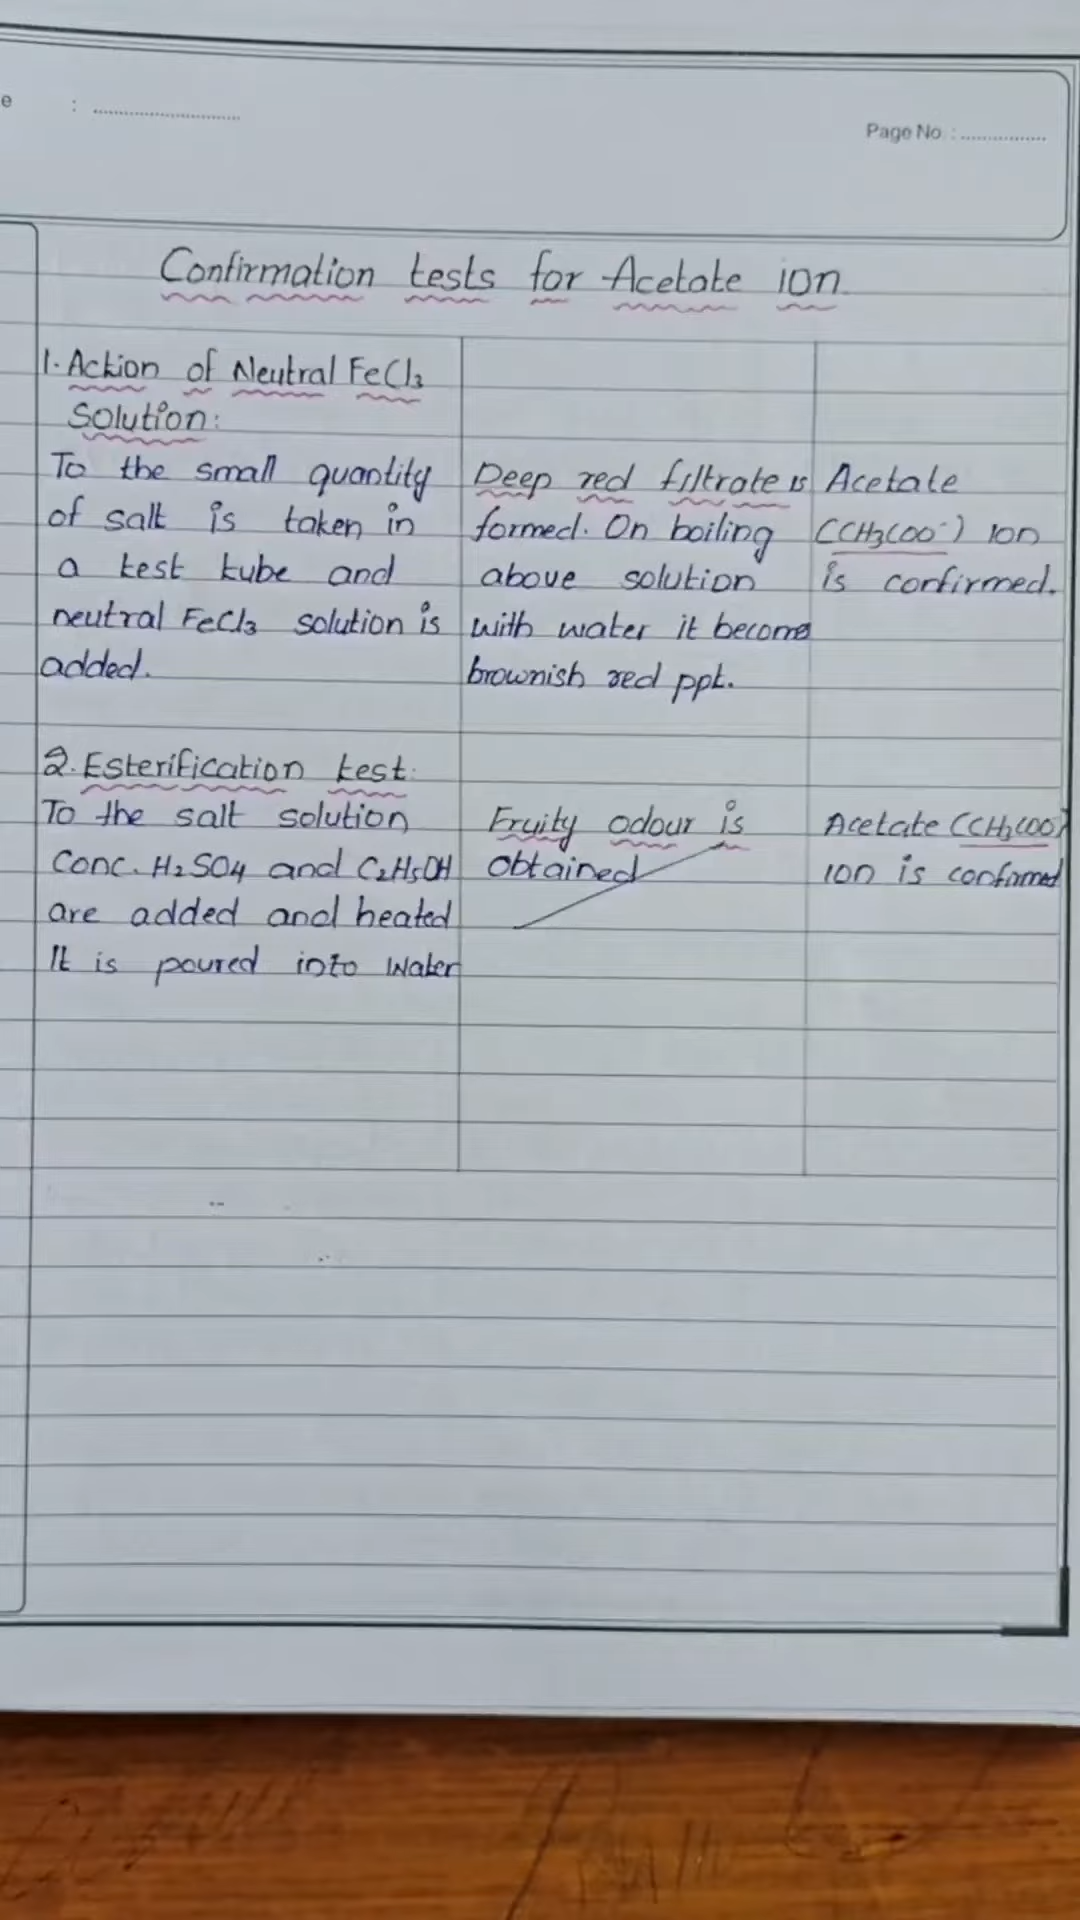 e : ..............................
Page No. : ................
Confirmation tests for Acetate ion
1. Action of Neutral FeCl3
Solution:
To the small quantity
of salt is taken in
a test tube and
neutral FeCl3 solution is
added.
Deep red filtrate is
formed. On boiling
above solution
with water it become
brownish red ppt.
Acetate
(CH3COO⁻) ion
is confirmed.
2. Esterification test:
To the salt solution
Conc. H2SO4 and C2H5OH
are added and heated
It is poured into Water
Fruity odour is
obtained
Acetate (CH3COO⁻)
ion is confirmed